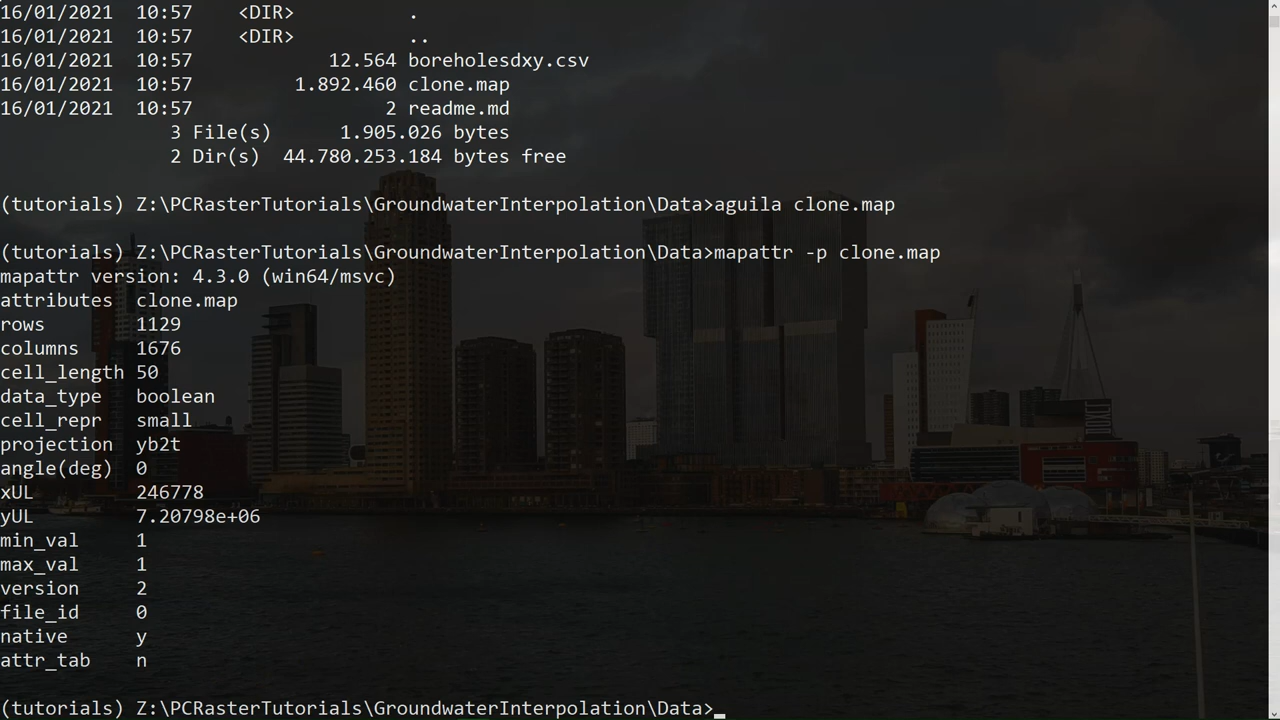 16/01/2021  10:57    <DIR>          .
16/01/2021  10:57    <DIR>          ..
16/01/2021  10:57            12.564 boreholesdxy.csv
16/01/2021  10:57         1.892.460 clone.map
16/01/2021  10:57                 2 readme.md
               3 File(s)      1.905.026 bytes
               2 Dir(s)  44.780.253.184 bytes free
(tutorials) Z:\PCRasterTutorials\GroundwaterInterpolation\Data>aguila clone.map
(tutorials) Z:\PCRasterTutorials\GroundwaterInterpolation\Data>mapattr -p clone.map
mapattr version: 4.3.0 (win64/msvc)
attributes  clone.map
rows        1129
columns     1676
cell_length 50
data_type   boolean
cell_repr   small
projection  yb2t
angle(deg)  0
xUL         246778
yUL         7.20798e+06
min_val     1
max_val     1
version     2
file_id     0
native      y
attr_tab    n
(tutorials) Z:\PCRasterTutorials\GroundwaterInterpolation\Data>